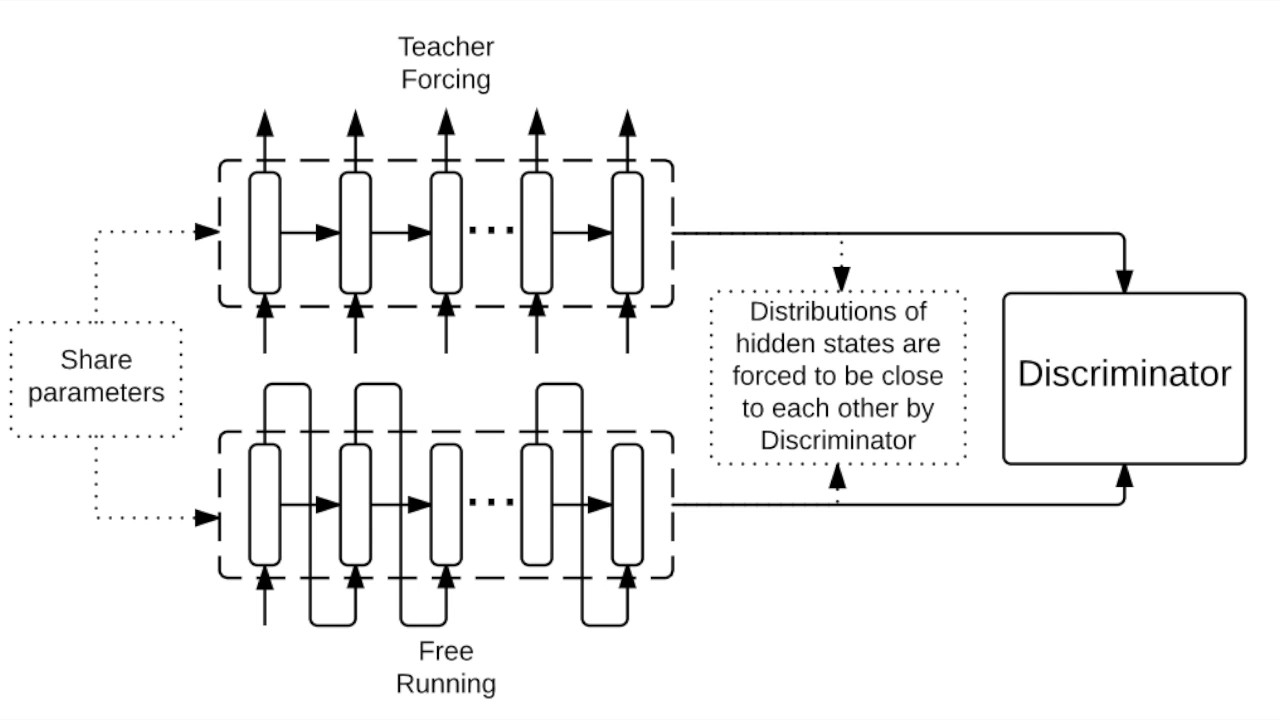 Teacher
Forcing
Share
parameters
Distributions of
hidden states are
forced to be close
to each other by
Discriminator
Discriminator
Free
Running